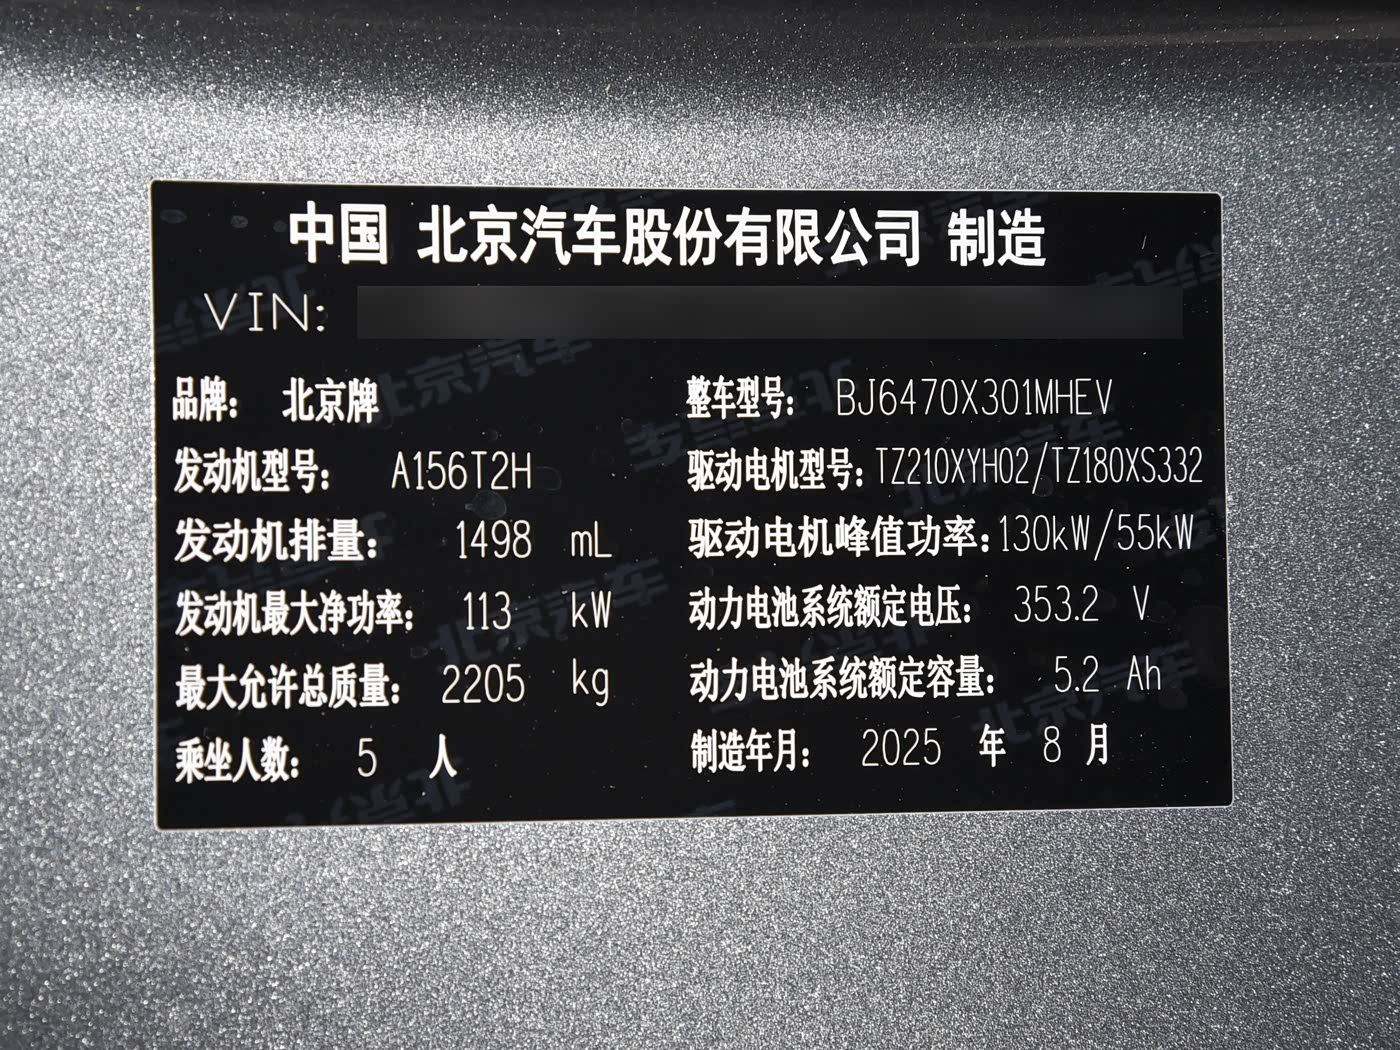 中国 北京汽车股份有限公司 制造
VIN:
品牌: 北京牌 整车型号: BJ6470X301MHEV
发动机型号: A156T2H 驱动电机型号: TZ210XYH02/TZ180XS332
发动机排量: 1498 mL 驱动电机峰值功率: 130kW/55kW
发动机最大净功率: 113 kW 动力电池系统额定电压: 353.2 V
最大允许总质量: 2205 kg 动力电池系统额定容量: 5.2 Ah
乘坐人数: 5 人 制造年月: 2025 年 8 月